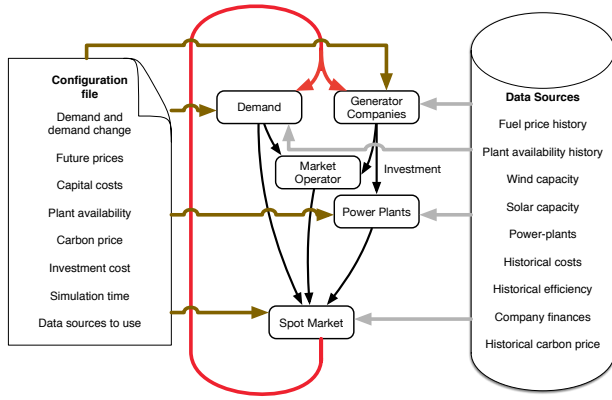 Configuration
file
Demand and
demand change
Future prices
Capital costs
Plant availability
Carbon price
Investment cost
Simulation time
Data sources to use
Demand
Generator
Companies
Market
Operator
Investment
Power Plants
Spot Market
Data Sources
Fuel price history
Plant availability history
Wind capacity
Solar capacity
Power-plants
Historical costs
Historical efficiency
Company finances
Historical carbon price